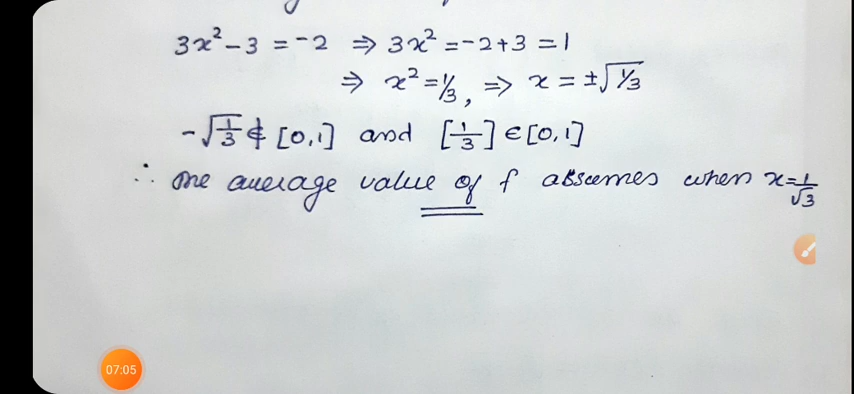 3x² - 3 = -2 ⇒ 3x² = -2+3 = 1
⇒ x² = 1/3, ⇒ x = ±√1/3
-√1/3 ∉ [0,1] and [1/3] ∈ [0,1]
∴ The average value of f assumes when x = 1/√3
07:05